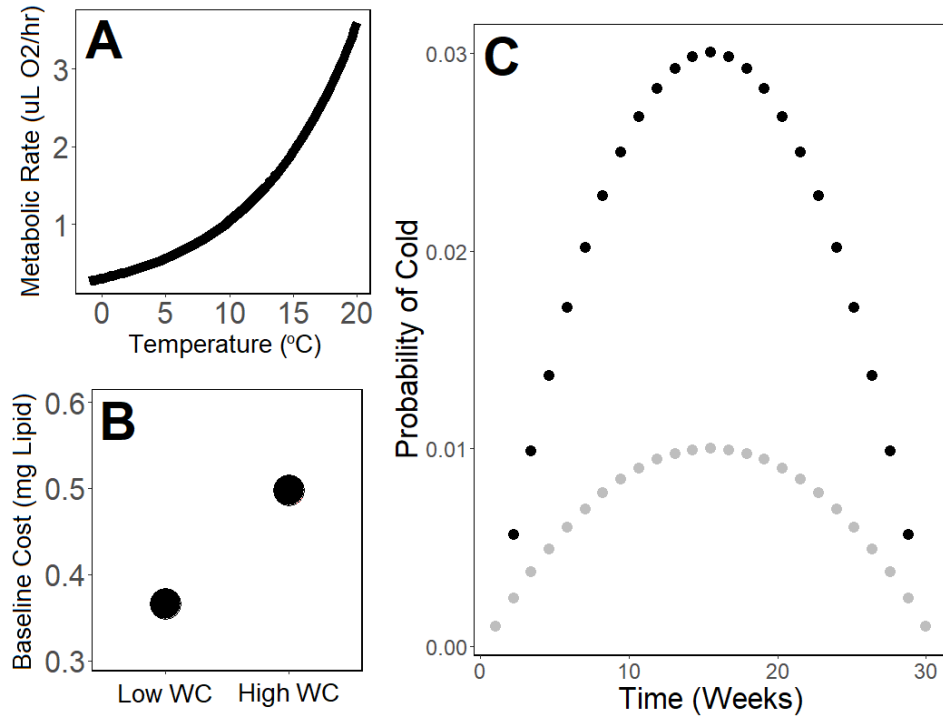 A
Metabolic Rate (uL O2/hr)
3
2
1
0 5 10 15 20
Temperature (ºC)
B
Baseline Cost (mg Lipid)
0.6
0.5
0.4
0.3
Low WC High WC
C
Probability of Cold
0.03
0.02
0.01
0.00
0 10 20 30
Time (Weeks)